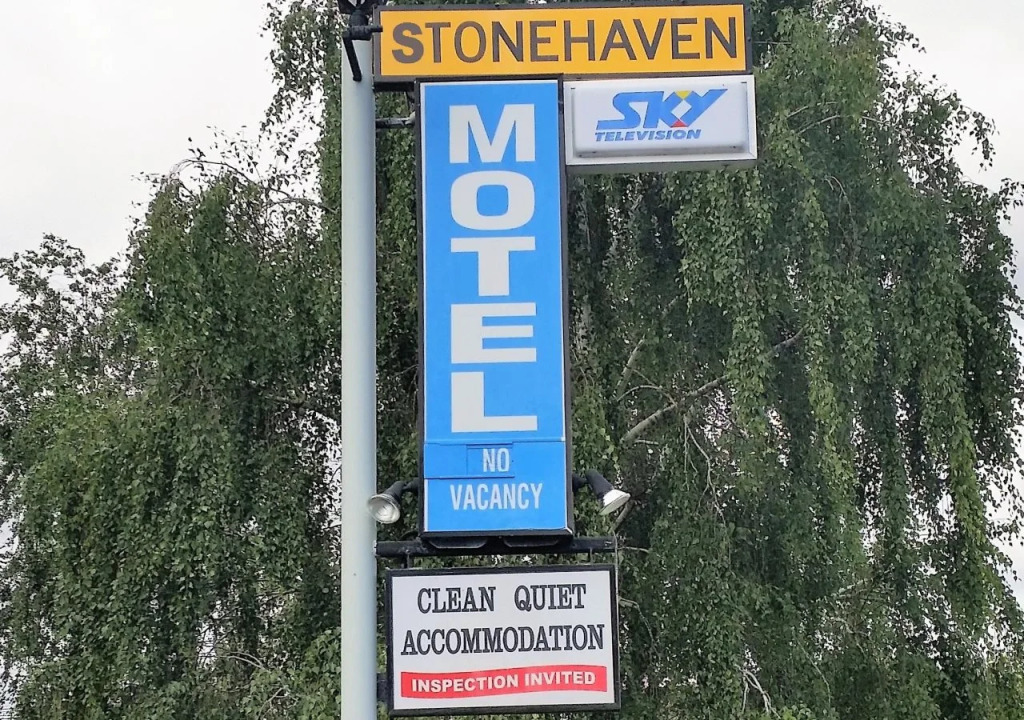 STONEHAVEN
SKY
TELEVISION
MOTEL
NO
VACANCY
CLEAN QUIET
ACCOMMODATION
INSPECTION INVITED